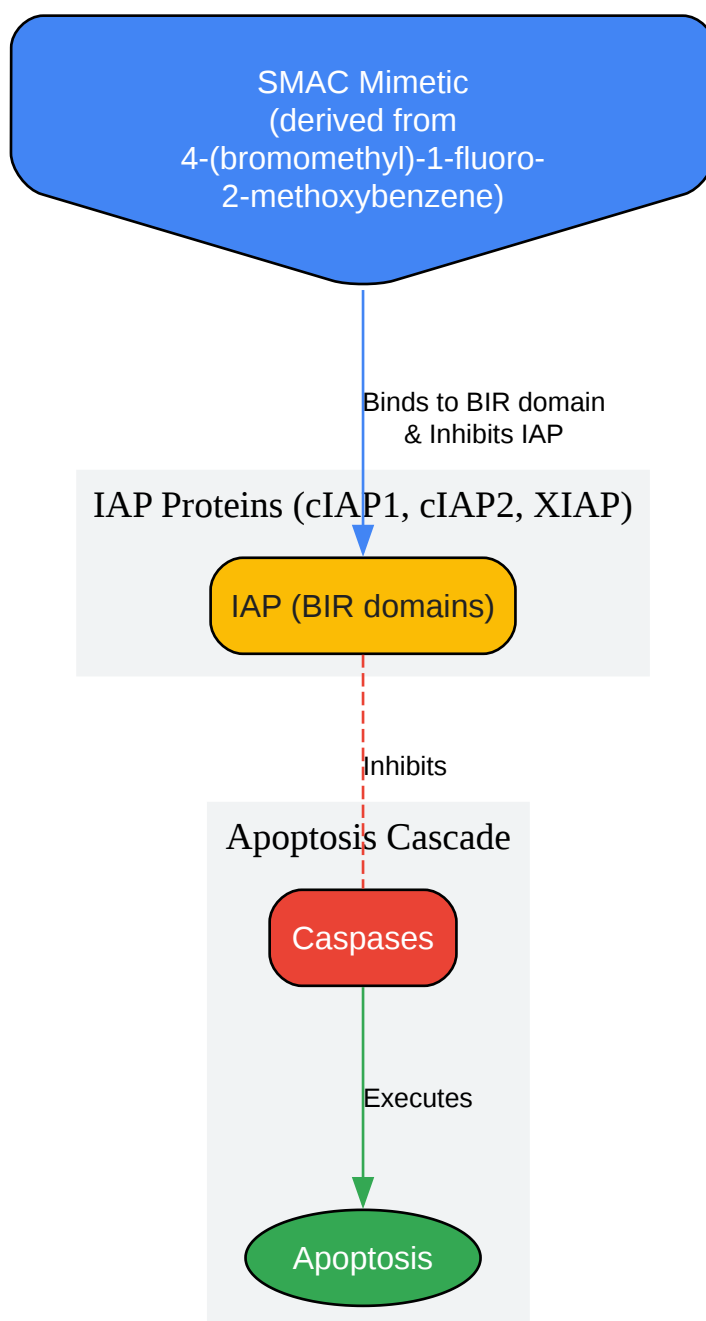 SMAC Mimetic
(derived from
4-(bromomethyl)-1-fluoro-
2-methoxybenzene)
Binds to BIR domain
& Inhibits IAP
IAP Proteins (cIAP1, cIAP2, XIAP)
IAP (BIR domains)
Inhibits
Apoptosis Cascade
Caspases
Executes
Apoptosis